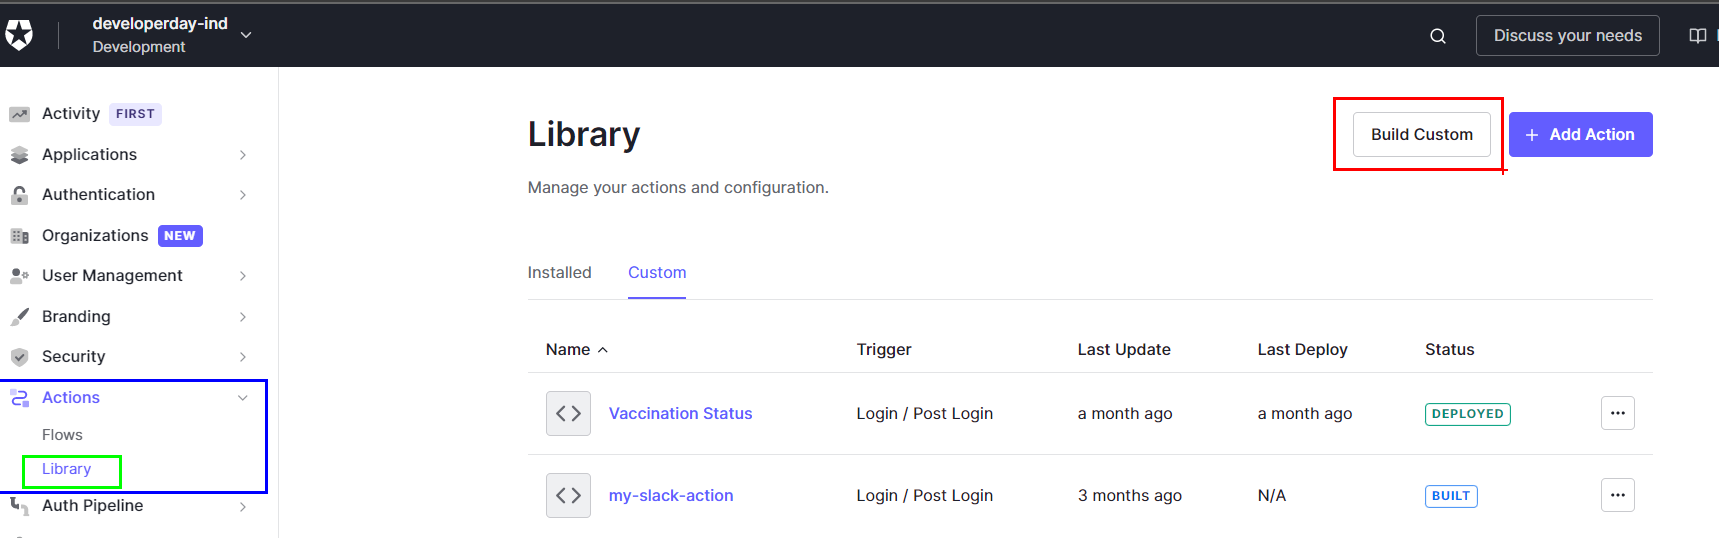 developerday-ind
Development
Discuss your needs
Activity FIRST
Applications
Authentication
Organizations NEW
User Management
Branding
Security
Actions
Flows
Library
Auth Pipeline
Library
Build Custom
+ Add Action
Manage your actions and configuration.
Installed Custom
Name Trigger Last Update Last Deploy Status
<> Vaccination Status Login / Post Login a month ago a month ago DEPLOYED ...
<> my-slack-action Login / Post Login 3 months ago N/A BUILT ...